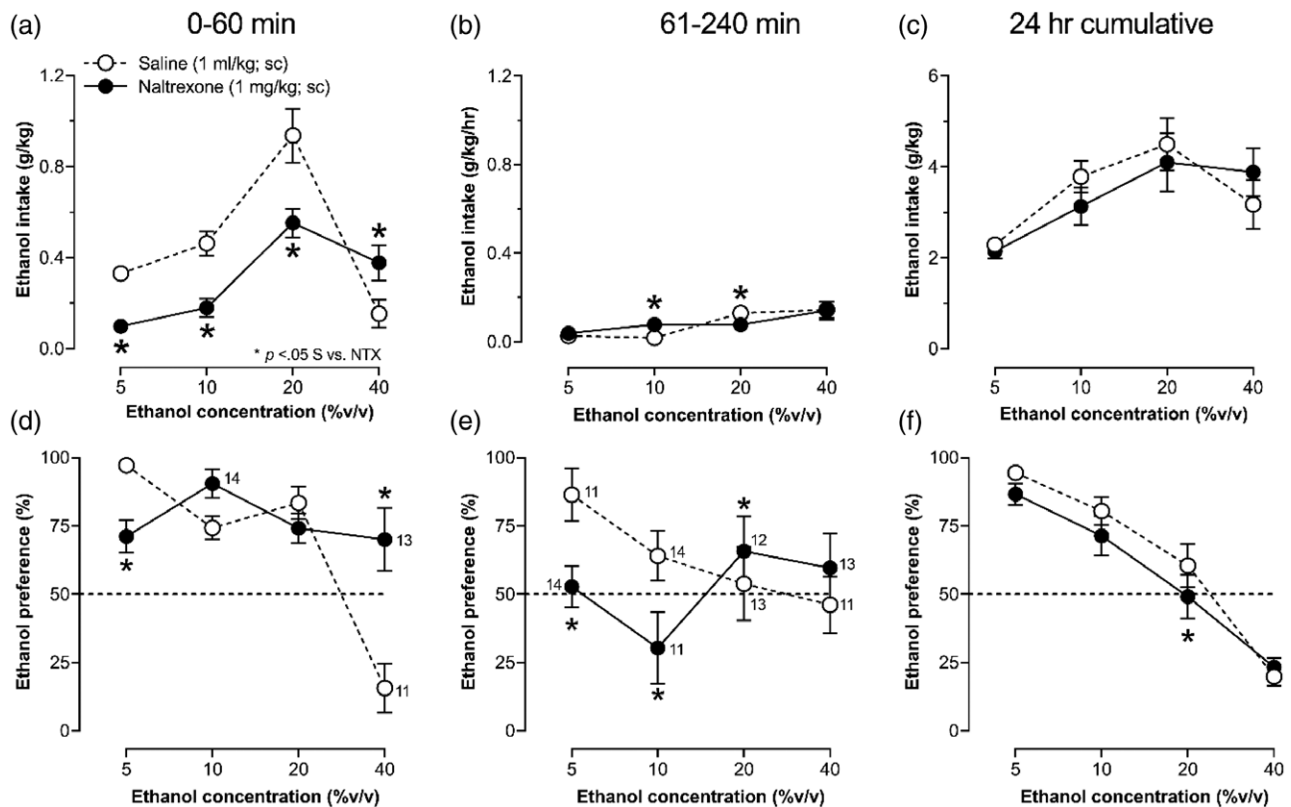 (a) 0-60 min
(b) 61-240 min
(c) 24 hr cumulative
Saline (1 ml/kg; sc)
Naltrexone (1 mg/kg; sc)
Ethanol intake (g/kg)
1.2
0.8
0.4
0.0
* * * *
* p <.05 S vs. NTX
5 10 20 40
Ethanol concentration (%v/v)
Ethanol intake (g/kg/hr)
1.2
0.8
0.4
0.0
* *
5 10 20 40
Ethanol concentration (%v/v)
Ethanol intake (g/kg)
6
4
2
0
5 10 20 40
Ethanol concentration (%v/v)
(d)
Ethanol preference (%)
100
75
50
25
0
14
13
11
* *
5 10 20 40
Ethanol concentration (%v/v)
(e)
Ethanol preference (%)
100
75
50
25
0
11
14
12
13
14
13
11
11
* * *
5 10 20 40
Ethanol concentration (%v/v)
(f)
Ethanol preference (%)
100
75
50
25
0
*
5 10 20 40
Ethanol concentration (%v/v)